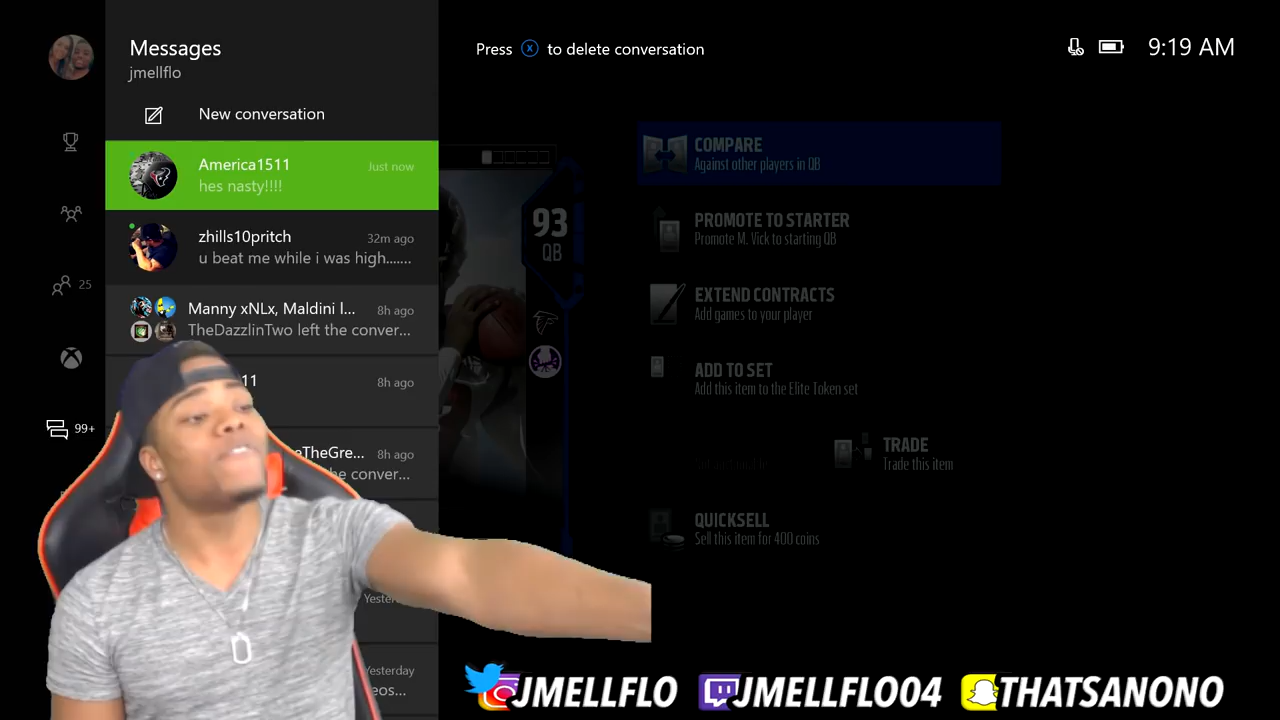 Messages
jmellflo
New conversation
America1511
Just now
hes nasty!!!!
zhills10pritch
32m ago
u beat me while i was high......
Manny xNLx, Maldini l...
8h ago
TheDazzlinTwo left the conver...
11
8h ago
eTheGre...
8h ago
he conver...
Yester
Yesterday
eos...
25
99+
Press X to delete conversation
9:19 AM
93
QB
COMPARE
Against other players in QB
PROMOTE TO STARTER
Promote M. Vick to starting QB
EXTEND CONTRACTS
Add games to your player
ADD TO SET
Add this item to the Elite Token set
TRADE
Trade this item
QUICKSELL
Sell this item for 400 coins
JMELLFLO
JMELLFLO04
THATSANONO